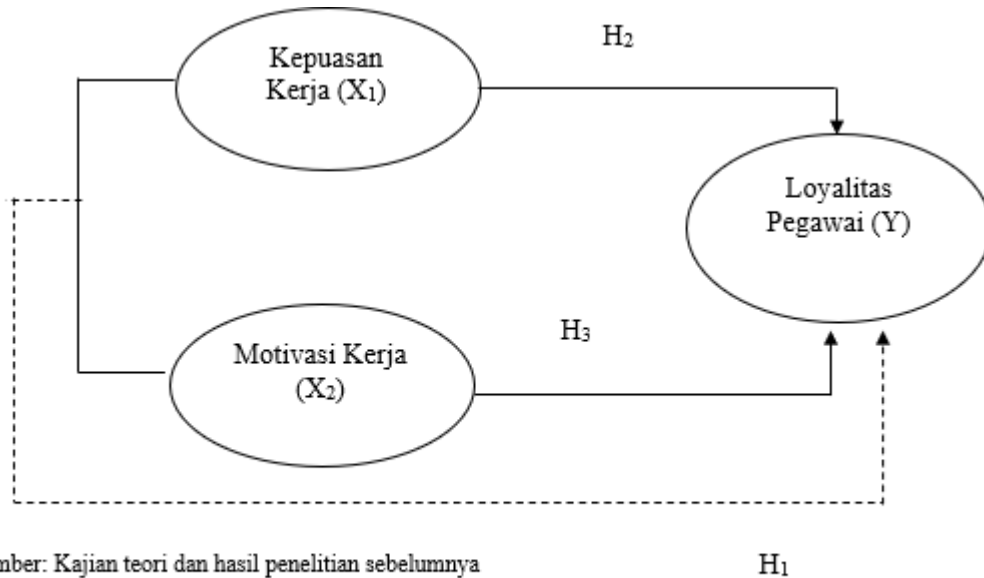 H₂
Kepuasan
Kerja (X₁)
Loyalitas
Pegawai (Y)
H₃
Motivasi Kerja
(X₂)
mber: Kajian teori dan hasil penelitian sebelumnya
H₁